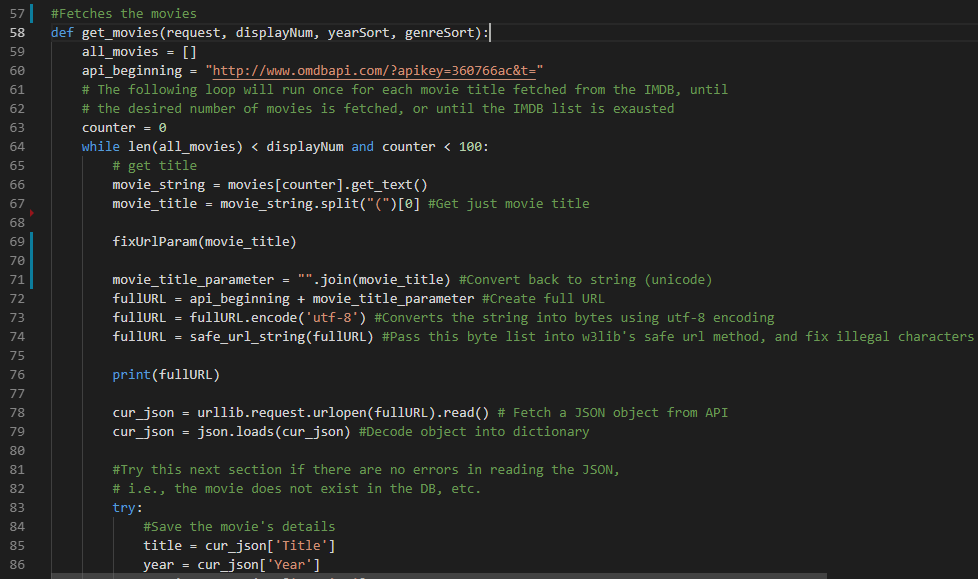 57 #Fetches the movies
58 def get_movies(request, displayNum, yearSort, genreSort):
59 all_movies = []
60 api_beginning = "http://www.omdbapi.com/?apikey=360766ac&t="
61 # The following loop will run once for each movie title fetched from the IMDB, until
62 # the desired number of movies is fetched, or until the IMDB list is exausted
63 counter = 0
64 while len(all_movies) < displayNum and counter < 100:
65 # get title
66 movie_string = movies[counter].get_text()
67 movie_title = movie_string.split("(")[0] #Get just movie title
68
69 fixUrlParam(movie_title)
70
71 movie_title_parameter = "".join(movie_title) #Convert back to string (unicode)
72 fullURL = api_beginning + movie_title_parameter #Create full URL
73 fullURL = fullURL.encode('utf-8') #Converts the string into bytes using utf-8 encoding
74 fullURL = safe_url_string(fullURL) #Pass this byte list into w3lib's safe url method, and fix illegal characters
75
76 print(fullURL)
77
78 cur_json = urllib.request.urlopen(fullURL).read() # Fetch a JSON object from API
79 cur_json = json.loads(cur_json) #Decode object into dictionary
80
81 #Try this next section if there are no errors in reading the JSON,
82 # i.e., the movie does not exist in the DB, etc.
83 try:
84 #Save the movie's details
85 title = cur_json['Title']
86 year = cur_json['Year']